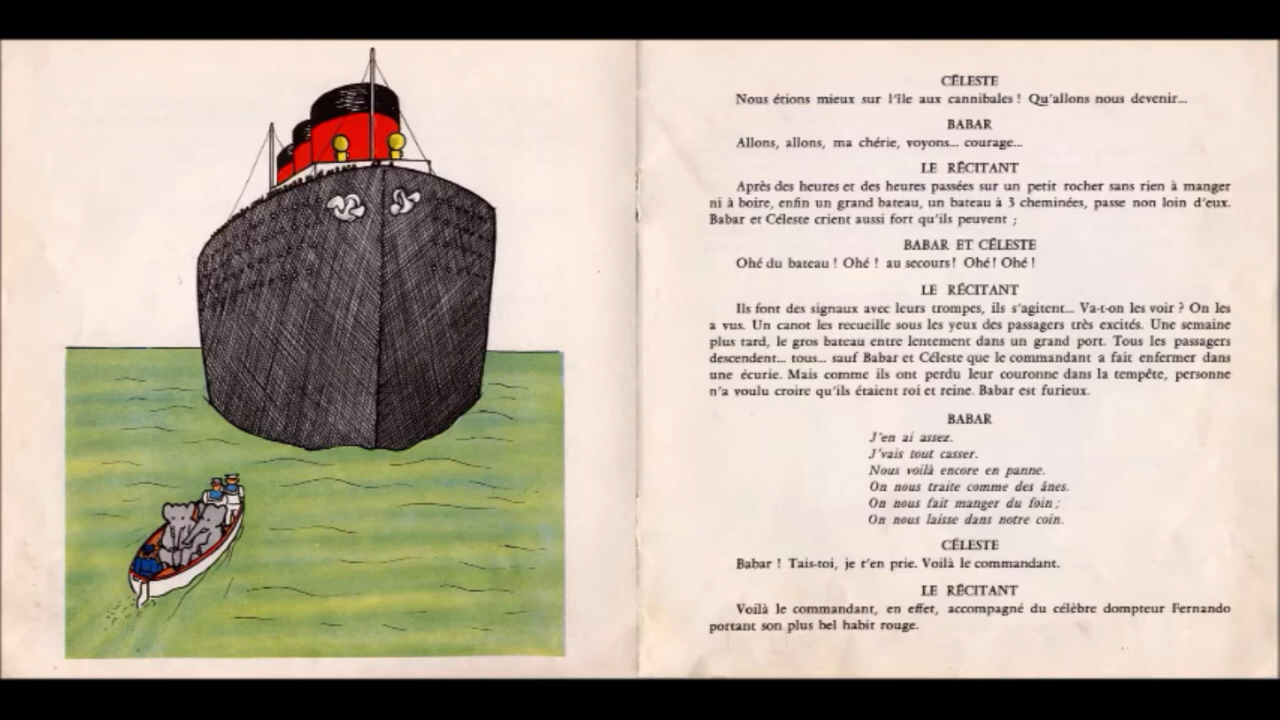 CÉLESTE
Nous étions mieux sur l'île aux cannibales ! Qu'allons nous devenir...
BABAR
Allons, allons, ma chérie, voyons... courage...
LE RÉCITANT
Après des heures et des heures passées sur un petit rocher sans rien à manger
ni à boire, enfin un grand bateau, un bateau à 3 cheminées, passe non loin d'eux.
Babar et Céleste crient aussi fort qu'ils peuvent ;
BABAR ET CÉLESTE
Ohé du bateau ! Ohé ! au secours ! Ohé ! Ohé !
LE RÉCITANT
Ils font des signaux avec leurs trompes, ils s'agitent... Va-t-on les voir ? On les
a vus. Un canot les recueille sous les yeux des passagers très excités. Une semaine
plus tard, le gros bateau entre lentement dans un grand port. Tous les passagers
descendent... tous... sauf Babar et Céleste que le commandant a fait enfermer dans
une écurie. Mais comme ils ont perdu leur couronne dans la tempête, personne
n'a voulu croire qu'ils étaient roi et reine. Babar est furieux.
BABAR
J'en ai assez.
J'vais tout casser.
Nous voilà encore en panne.
On nous traite comme des ânes.
On nous fait manger du foin ;
On nous laisse dans notre coin.
CÉLESTE
Babar ! Tais-toi, je t'en prie. Voilà le commandant.
LE RÉCITANT
Voilà le commandant, en effet, accompagné du célèbre dompteur Fernando
portant son plus bel habit rouge.